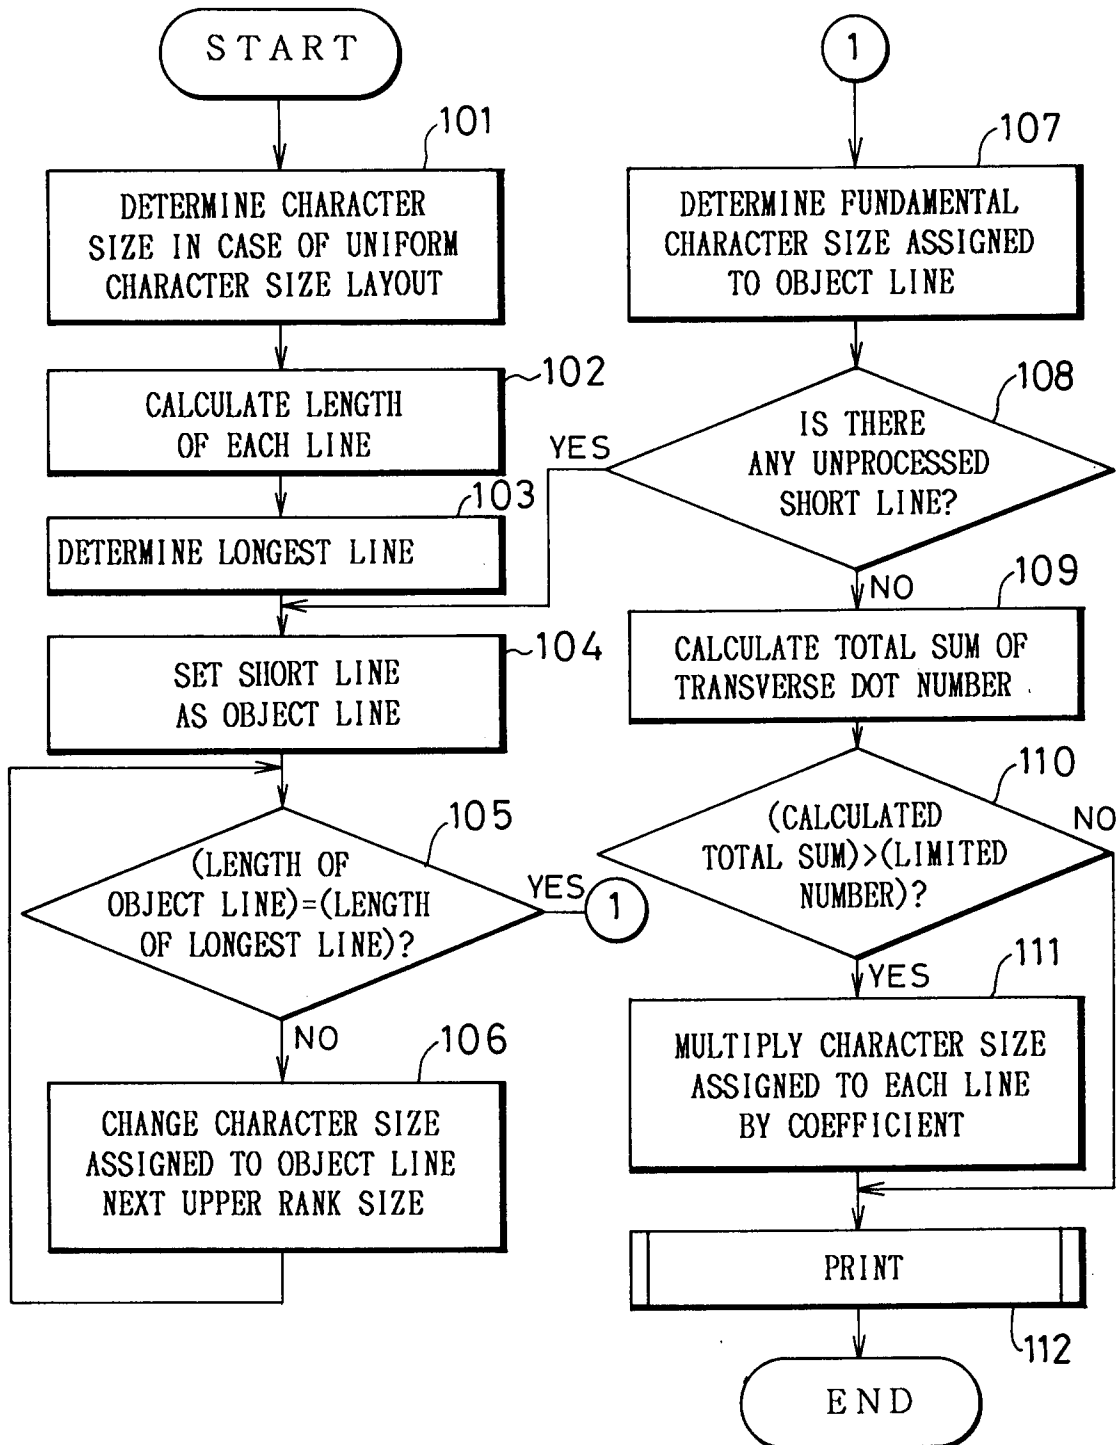 START
101
DETERMINE CHARACTER
SIZE IN CASE OF UNIFORM
CHARACTER SIZE LAYOUT
102
CALCULATE LENGTH
OF EACH LINE
103
DETERMINE LONGEST LINE
104
SET SHORT LINE
AS OBJECT LINE
105
(LENGTH OF
OBJECT LINE)=(LENGTH
OF LONGEST LINE)?
YES
1
NO
106
CHANGE CHARACTER SIZE
ASSIGNED TO OBJECT LINE
NEXT UPPER RANK SIZE
1
107
DETERMINE FUNDAMENTAL
CHARACTER SIZE ASSIGNED
TO OBJECT LINE
108
IS THERE
ANY UNPROCESSED
SHORT LINE?
YES
NO
109
CALCULATE TOTAL SUM OF
TRANSVERSE DOT NUMBER
110
(CALCULATED
TOTAL SUM)>(LIMITED
NUMBER)?
NO
YES
111
MULTIPLY CHARACTER SIZE
ASSIGNED TO EACH LINE
BY COEFFICIENT
PRINT
112
END